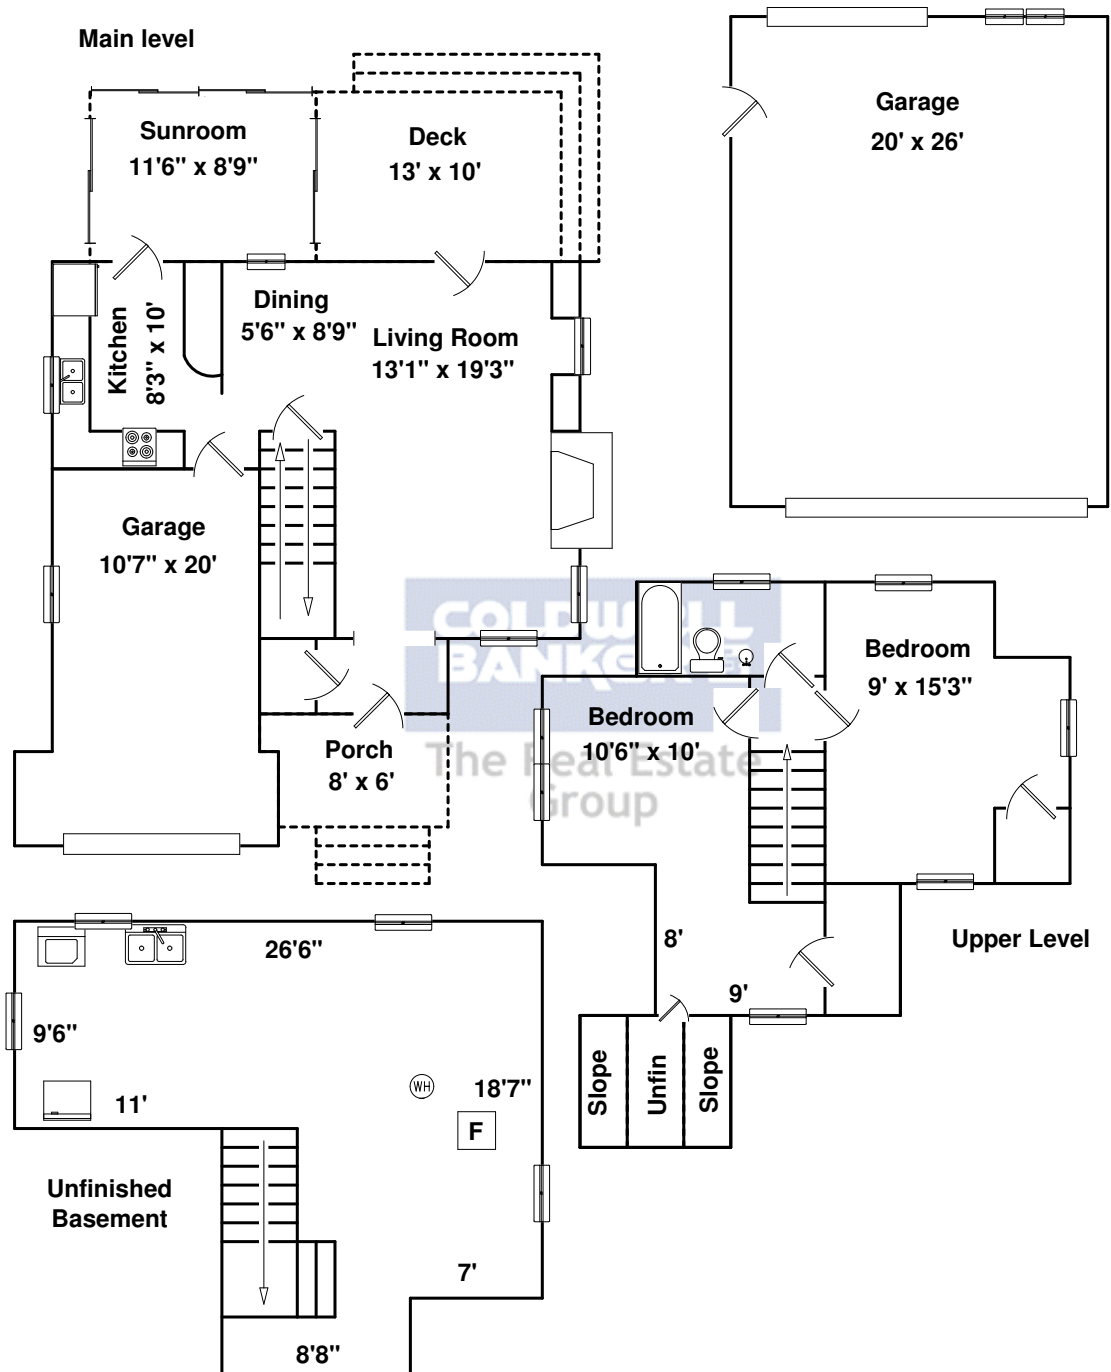 Main level
Sunroom
11'6" x 8'9"
Deck
13' x 10'
Garage
20' x 26'
Kitchen
8'3" x 10'
Dining
5'6" x 8'9"
Living Room
13'1" x 19'3"
Garage
10'7" x 20'
Porch
8' x 6'
COLDWELL
BANKER
The Real Estate
Group
Bedroom
10'6" x 10'
Bedroom
9' x 15'3"
8'
9'
Upper Level
Slope
Unfin
Slope
26'6"
9'6"
11'
WH
18'7"
F
Unfinished
Basement
7'
8'8"